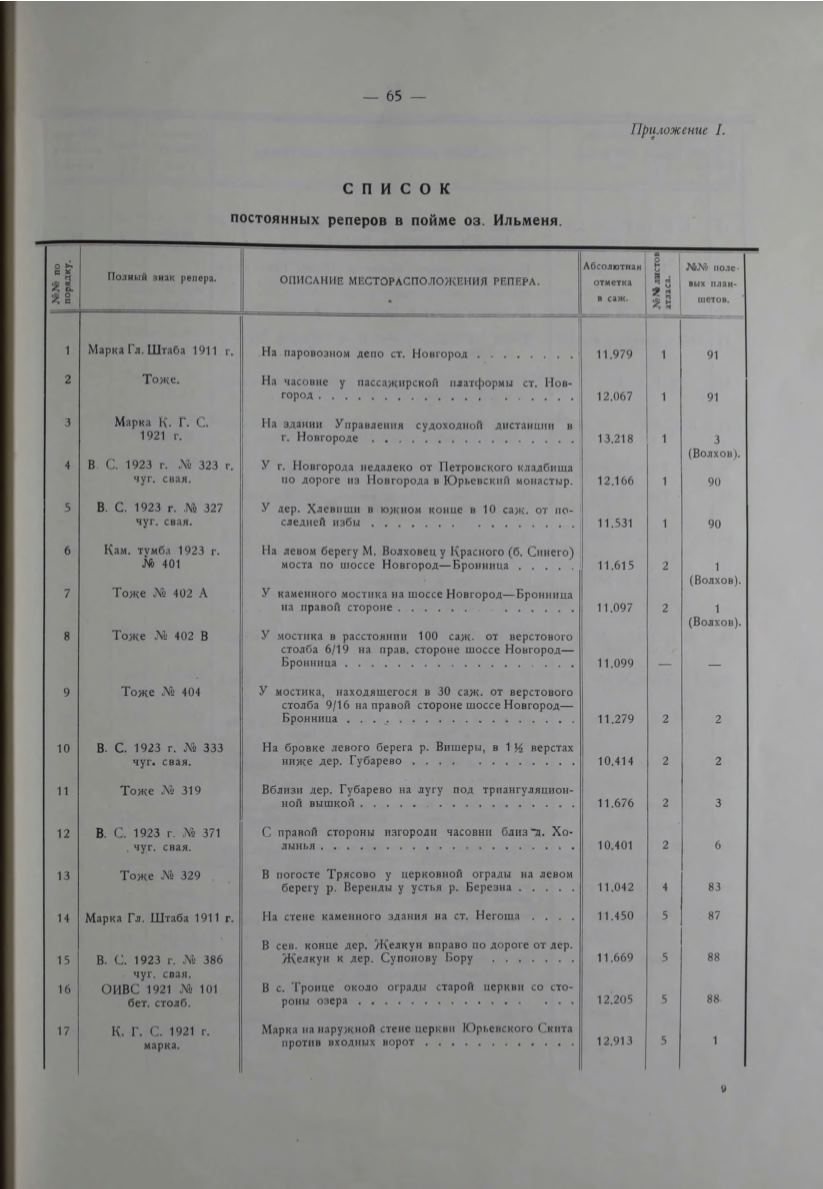 — 65 —
Приложение I.
СПИСОК
постоянных реперов в пойме оз. Ильменя.
№№ по порядку.
Полный знак репера.
ОПИСАНИЕ МЕСТОРАСПОЛОЖЕНИЯ РЕПЕРА.
Абсолютная отметка в саж.
№№ листов атласа.
№№ полевых планшетов.
1 Марка Гл. Штаба 1911 г. На паровозном депо ст. Новгород . . . . . . . . 11,979 1 91
2 Тоже. На часовне у пассажирской платформы ст. Нов-
город . . . . . . . . . . . . . . . . . . 12,067 1 91
3 Марка К. Г. С. На здании Управления судоходной дистанции в
1921 г. г. Новгороде . . . . . . . . . . . . . . . . 13,218 1 3
(Волхов).
4 В. С. 1923 г. № 323 г. У г. Новгорода недалеко от Петровского кладбища
чуг. свая. по дороге из Новгорода в Юрьевский монастыр. 12,166 1 90
5 В. С. 1923 г. № 327 У дер. Хлевищи в южном конце в 10 саж. от по-
чуг. свая. следней избы . . . . . . . . . . . . . . . 11,531 1 90
6 Кам. тумба 1923 г. На левом берегу М. Волховец у Красного (б. Синего)
№ 401 моста по шоссе Новгород—Бронница . . . . . 11,615 2 1
(Волхов).
7 Тоже № 402 А У каменного мостика на шоссе Новгород—Бронница
на правой стороне . . . . . . . . . . . . 11,097 2 1
(Волхов).
8 Тоже № 402 В У мостика в расстоянии 100 саж. от верстового
столба 6/19 на прав. стороне шоссе Новгород—
Бронница . . . . . . . . . . . . . . . . . . 11,099 — —
9 Тоже № 404 У мостика, находящегося в 30 саж. от верстового
столба 9/16 на правой стороне шоссе Новгород—
Бронница . . . . . . . . . . . . . . . . . . 11,279 2 2
10 В. С. 1923 г. № 333 На бровке левого берега р. Вишеры, в 1½ верстах
чуг. свая. ниже дер. Губарево . . . . . . . . . . . . 10,414 2 2
11 Тоже № 319 Вблизи дер. Губарево на лугу под триангуляцион-
ной вышкой . . . . . . . . . . . . . . . . . 11,676 2 3
12 В. С. 1923 г. № 371 С правой стороны изгороди часовни близ д. Хо-
чуг. свая. лынья . . . . . . . . . . . . . . . . . . . . 10,401 2 6
13 Тоже № 329 В погосте Трясово у церковной ограды на левом
берегу р. Веренды у устья р. Березна . . . . . 11,042 4 83
14 Марка Гл. Штаба 1911 г. На стене каменного здания на ст. Негоща . . . . 11,450 5 87
В сев. конце дер. Желкун вправо по дороге от дер.
15 В. С. 1923 г. № 386 Желкун к дер. Супонову Бору . . . . . . . 11,669 5 88
чуг. свая.
16 ОИВС 1921 № 101 В с. Троице около ограды старой церкви со сто-
бет. столб. роны озера . . . . . . . . . . . . . . . . 12,205 5 88
17 К. Г. С. 1921 г. Марка на наружной стене церкви Юрьевского Скита
марка. против входных ворот . . . . . . . . . . . . 12,913 5 1
9